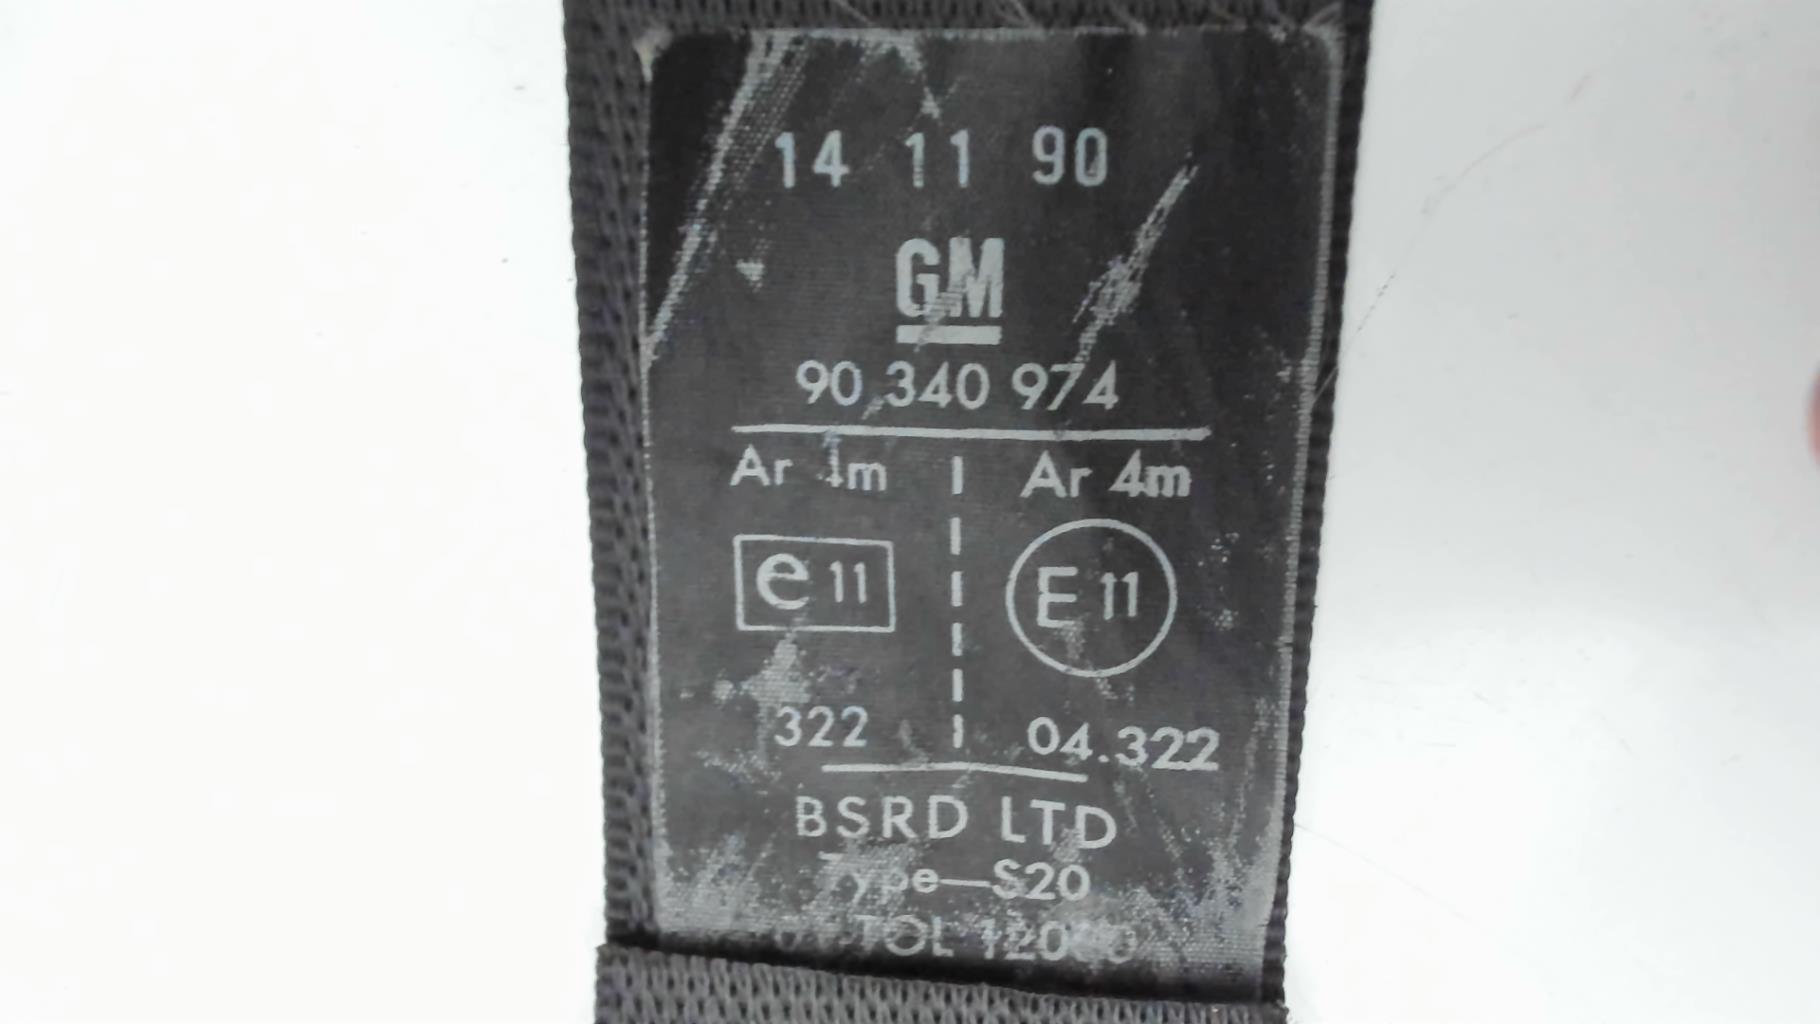 14 11 90
GM
90 340 974
Ar 4m Ar 4m
e 11 E 11
322 04.322
BSRD LTD
Type—S20
TOL